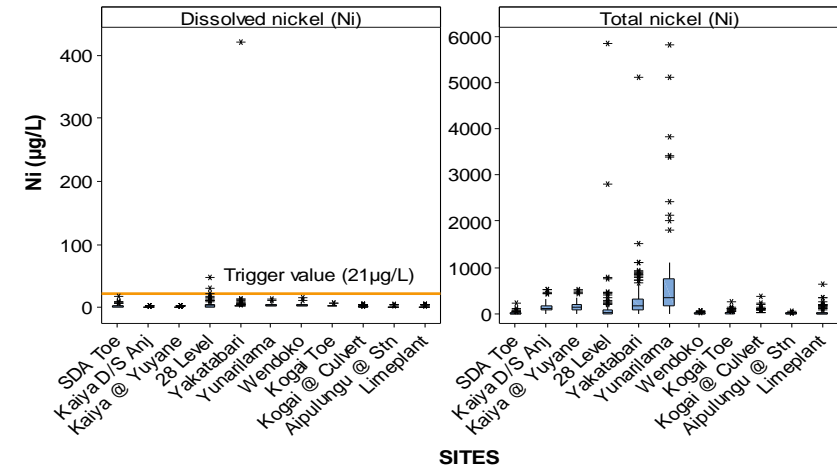 Dissolved nickel (Ni)
Total nickel (Ni)
Ni (µg/L)
400
300
200
100
0
Trigger value (21µg/L)
6000
5000
4000
3000
2000
1000
0
SDA Toe
Kaiya D/S Anj
Kaiya @ Yuyane
28 Level
Yakatabari
Yunarilama
Wendoko
Kogai Toe
Kogai @ Culvert
Aipulungu @ Stn
Limeplant
SDA Toe
Kaiya D/S Anj
Kaiya @ Yuyane
28 Level
Yakatabari
Yunarilama
Wendoko
Kogai Toe
Kogai @ Culvert
Aipulungu @ Stn
Limeplant
SITES